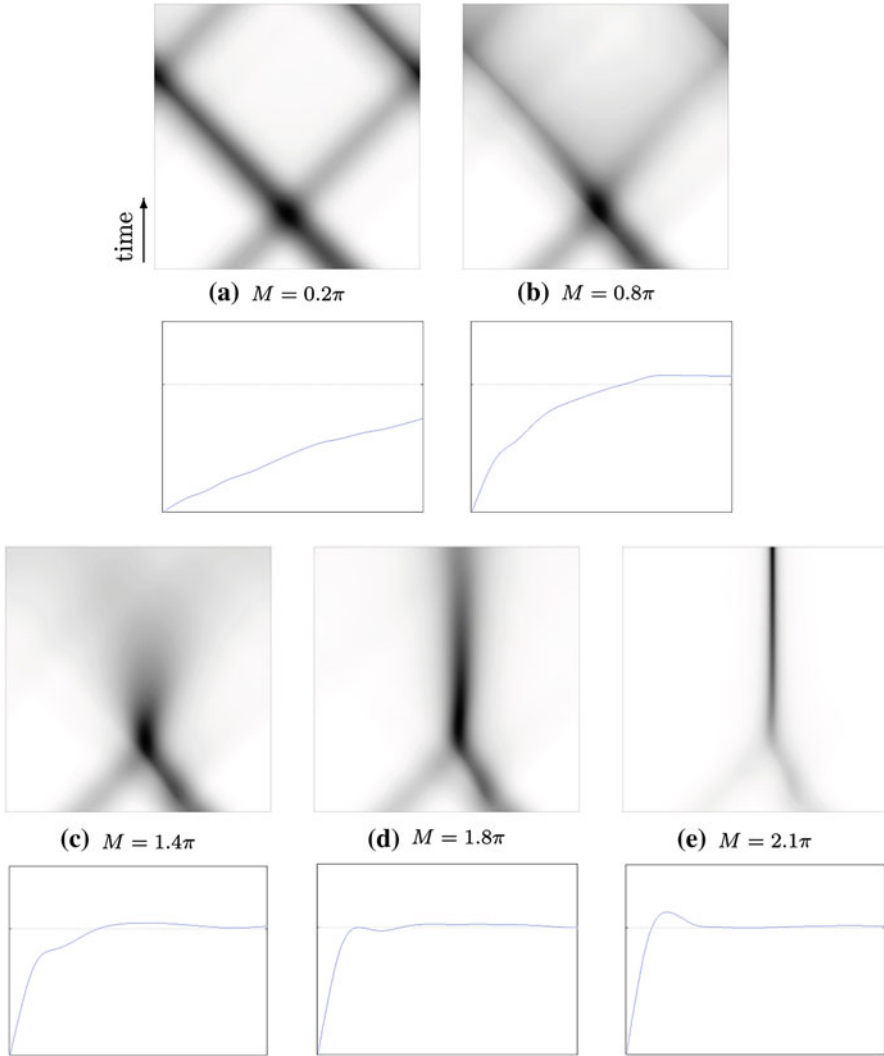 time
(a) M = 0.2π
(b) M = 0.8π
(c) M = 1.4π
(d) M = 1.8π
(e) M = 2.1π